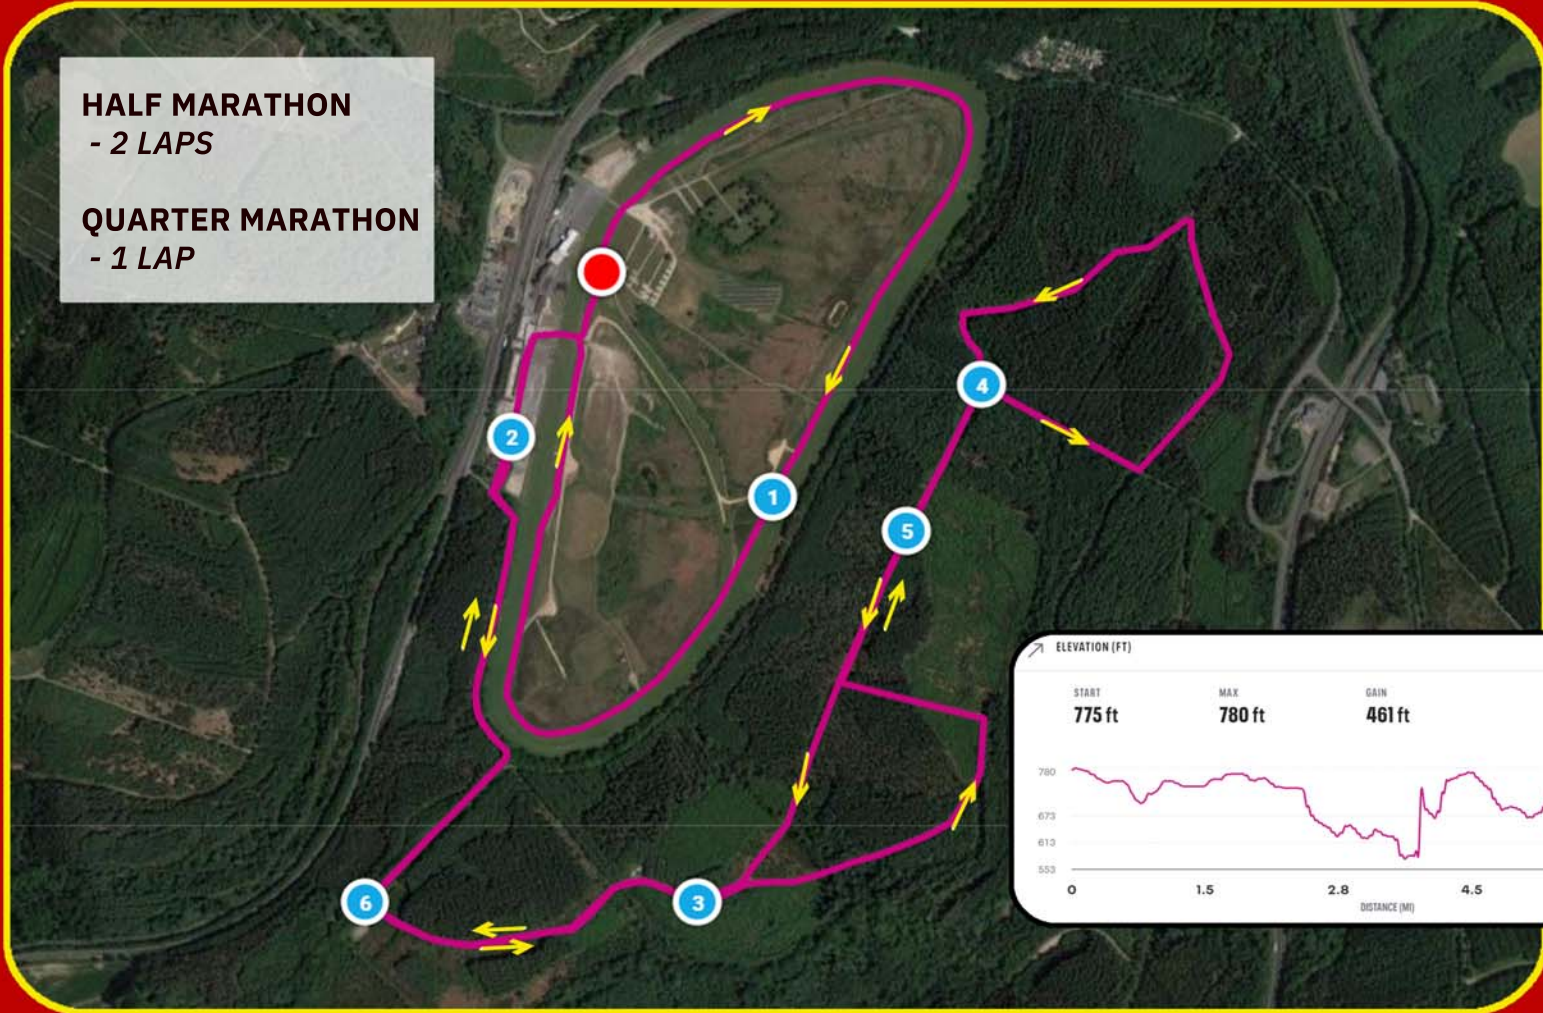 HALF MARATHON
- 2 LAPS
QUARTER MARATHON
- 1 LAP
4
2
1
5
6
3
ELEVATION (FT)
START MAX GAIN
775 ft 780 ft 461 ft
780
673
613
553
0 1.5 2.8 4.5
DISTANCE (MI)